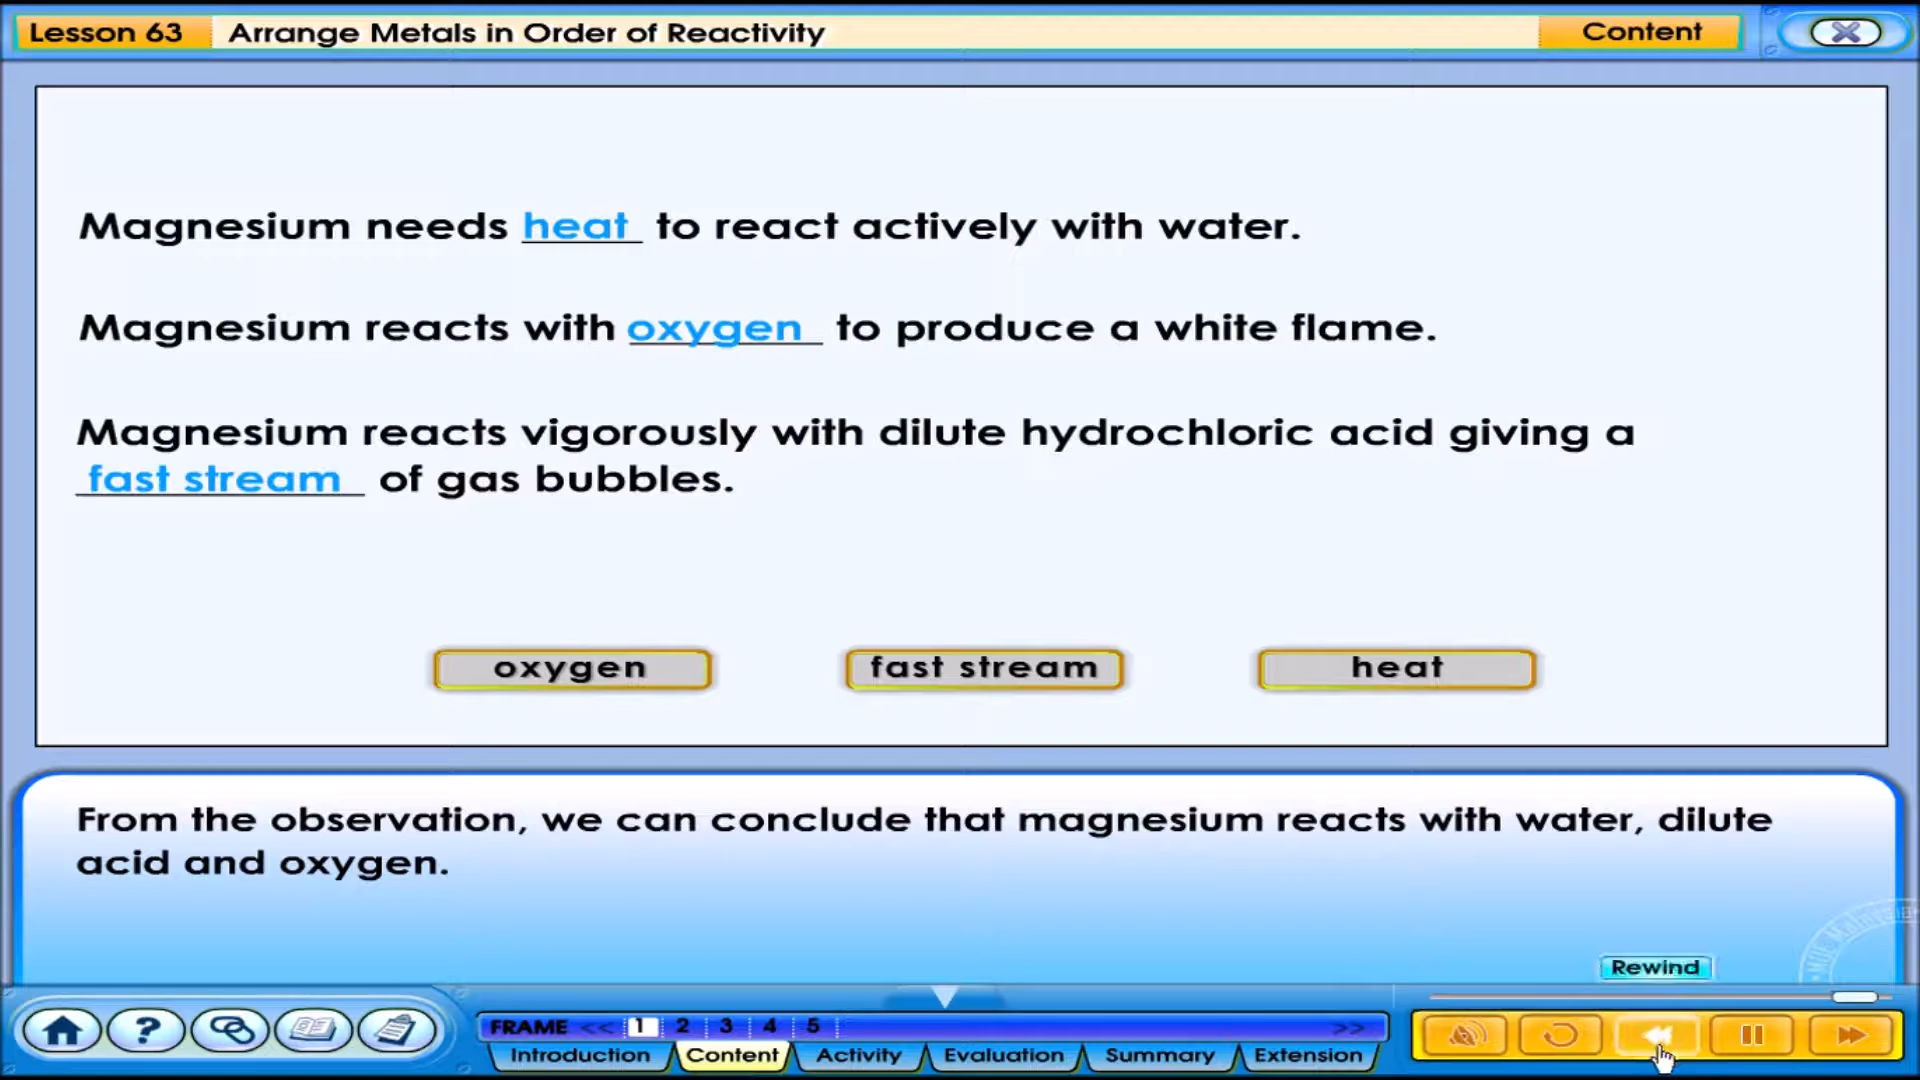 Lesson 63 Arrange Metals in Order of Reactivity Content
Magnesium needs heat to react actively with water.
Magnesium reacts with oxygen to produce a white flame.
Magnesium reacts vigorously with dilute hydrochloric acid giving a
fast stream of gas bubbles.
oxygen fast stream heat
From the observation, we can conclude that magnesium reacts with water, dilute
acid and oxygen.
Rewind
FRAME << 1 2 3 4 5 >>
Introduction Content Activity Evaluation Summary Extension